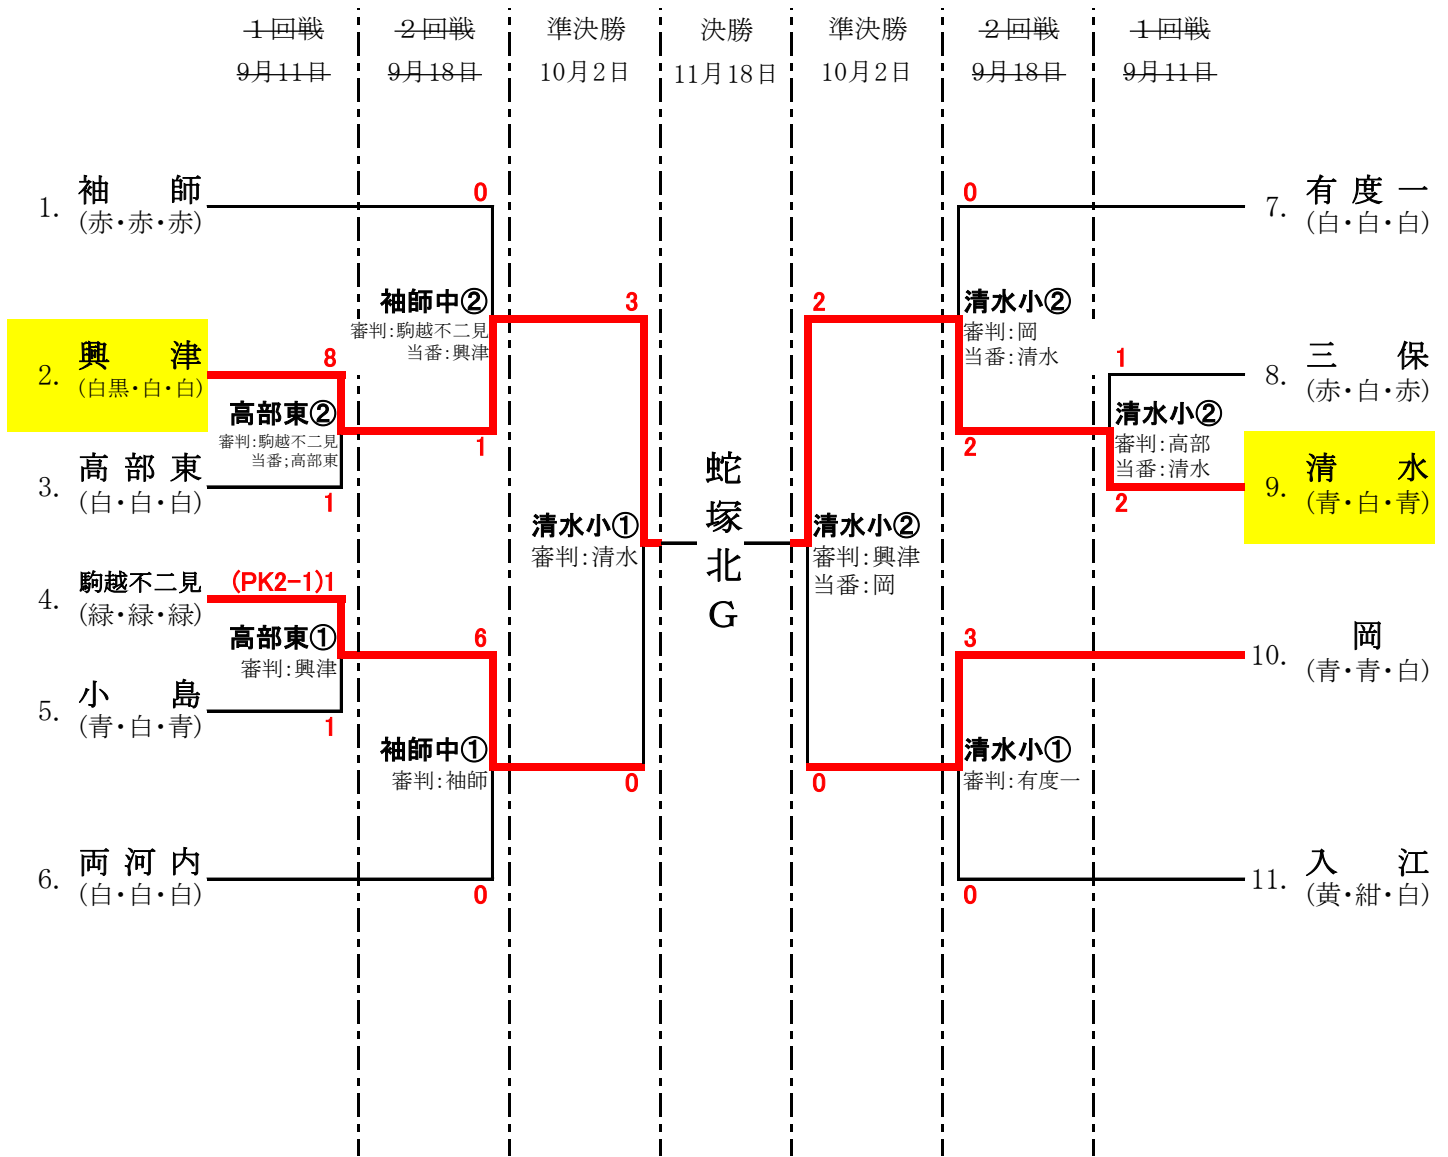 １回戦 ２回戦 準決勝 決勝 準決勝 ２回戦 １回戦
9月11日 9月18日 10月2日 11月18日 10月2日 9月18日 9月11日
1. 袖師
(赤・赤・赤)
0
袖師中②
審判:駒越不二見
当番:興津
2. 興津
(白黒・白・白)
8
高部東②
審判:駒越不二見
当番;高部東
1
3. 高部東
(白・白・白)
1
3
清水小①
審判:清水
4. 駒越不二見
(緑・緑・緑)
(PK2-1)1
高部東①
審判:興津
6
5. 小島
(青・白・青)
1
袖師中①
審判:袖師
0
6. 両河内
(白・白・白)
0
蛇塚北G
7. 有度一
(白・白・白)
0
2
清水小②
審判:岡
当番:清水
8. 三保
(赤・白・赤)
1
清水小②
審判:高部
当番:清水
2
9. 清水
(青・白・青)
2
清水小②
審判:興津
当番:岡
10. 岡
(青・青・白)
3
清水小①
審判:有度一
0
11. 入江
(黄・紺・白)
0